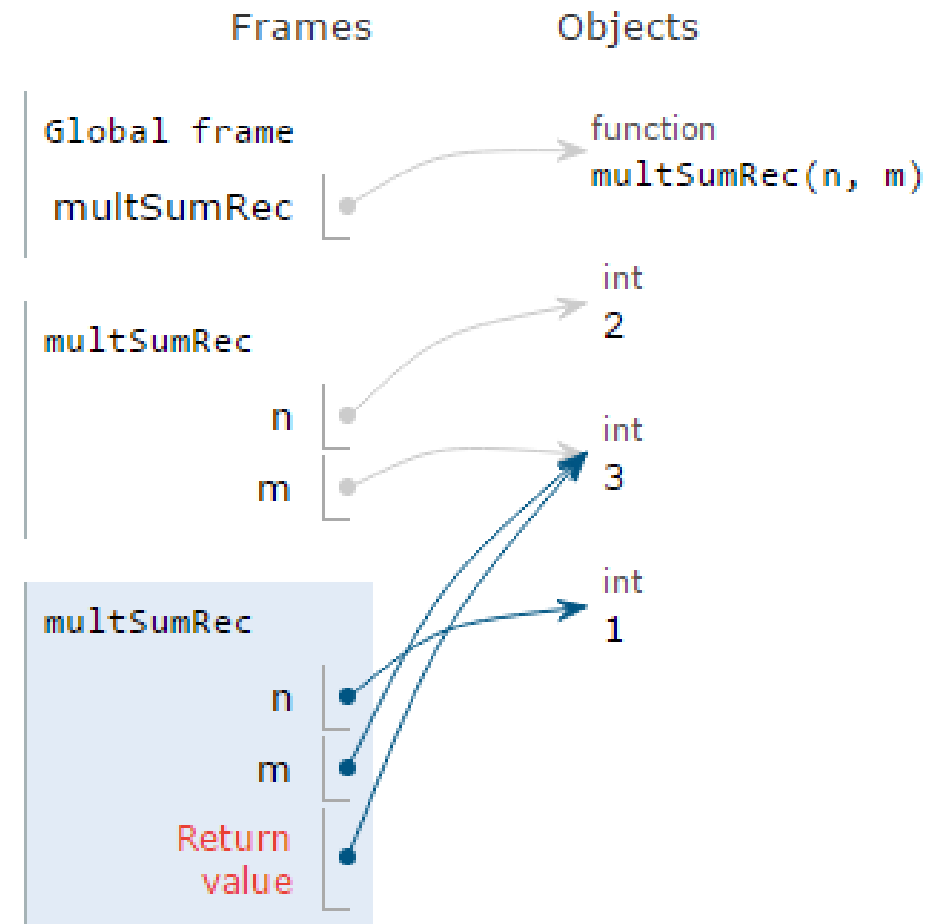 Frames
Objects
Global frame
multSumRec
function
multSumRec(n, m)
int
2
multSumRec
n
m
int
3
int
1
multSumRec
n
m
Return
value